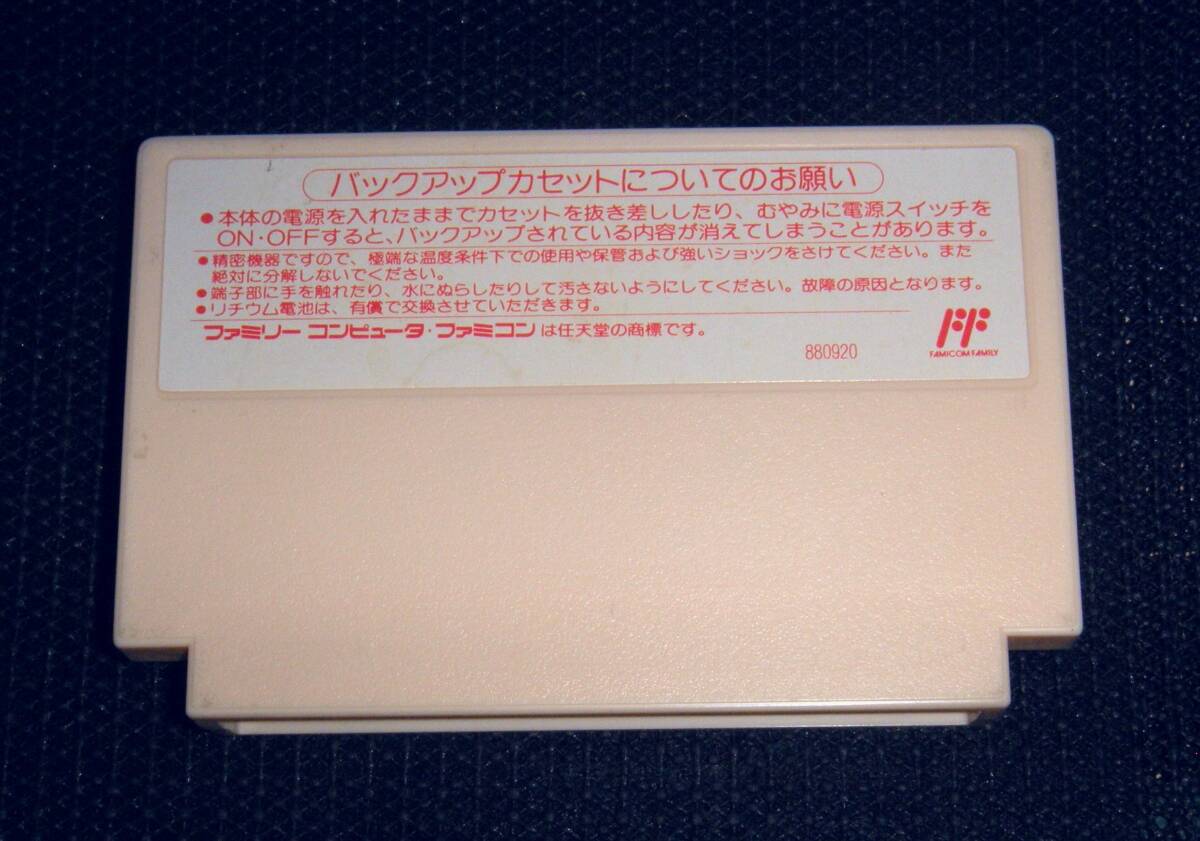 バックアップカセットについてのお願い
●本体の電源を入れたままでカセットを抜き差ししたり、むやみに電源スイッチを
ON・OFFすると、バックアップされている内容が消えてしまうことがあります。
●精密機器ですので、極端な温度条件下での使用や保管および強いショックをさけてください。また
絶対に分解しないでください。
●端子部に手を触れたり、水にぬらしたりして汚さないようにしてください。故障の原因となります。
●リチウム電池は、有償で交換させていただきます。
ファミリーコンピュータ・ファミコンは任天堂の商標です。
880920
FF
FAMICOM FAMILY